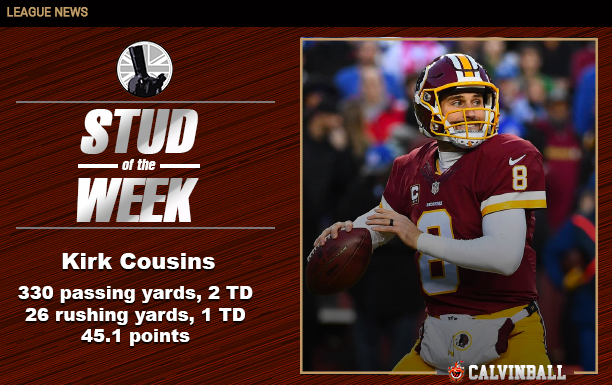 LEAGUE NEWS
STUD
of the
WEEK
Kirk Cousins
330 passing yards, 2 TD
26 rushing yards, 1 TD
45.1 points
8
C
8
CALVINBALL